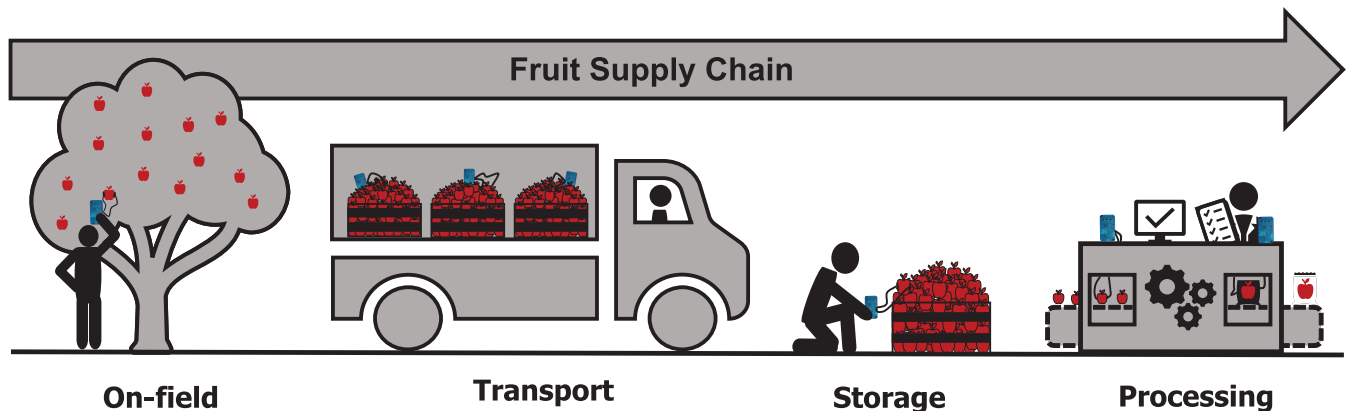 Fruit Supply Chain
On-field
Transport
Storage
Processing